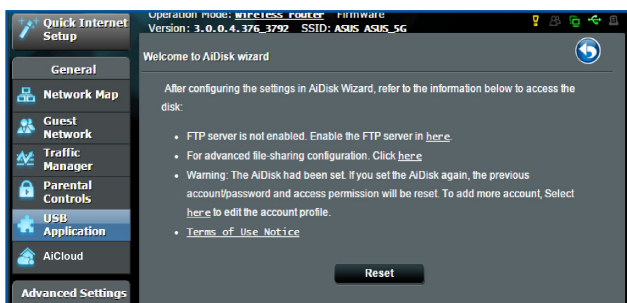 Quick Internet
Setup
General
Network Map
Guest
Network
Traffic
Manager
Parental
Controls
USB
Application
AiCloud
Advanced Settings
Operation Mode: Wireless router Firmware
Version: 3.0.0.4.376_3792 SSID: ASUS ASUS_5G
Welcome to AiDisk wizard
After configuring the settings in AiDisk Wizard, refer to the information below to access the
disk:
• FTP server is not enabled. Enable the FTP server in here.
• For advanced file-sharing configuration. Click here
• Warning: The AiDisk had been set. If you set the AiDisk again, the previous
account/password and access permission will be reset. To add more account, Select
here to edit the account profile.
• Terms of Use Notice
Reset